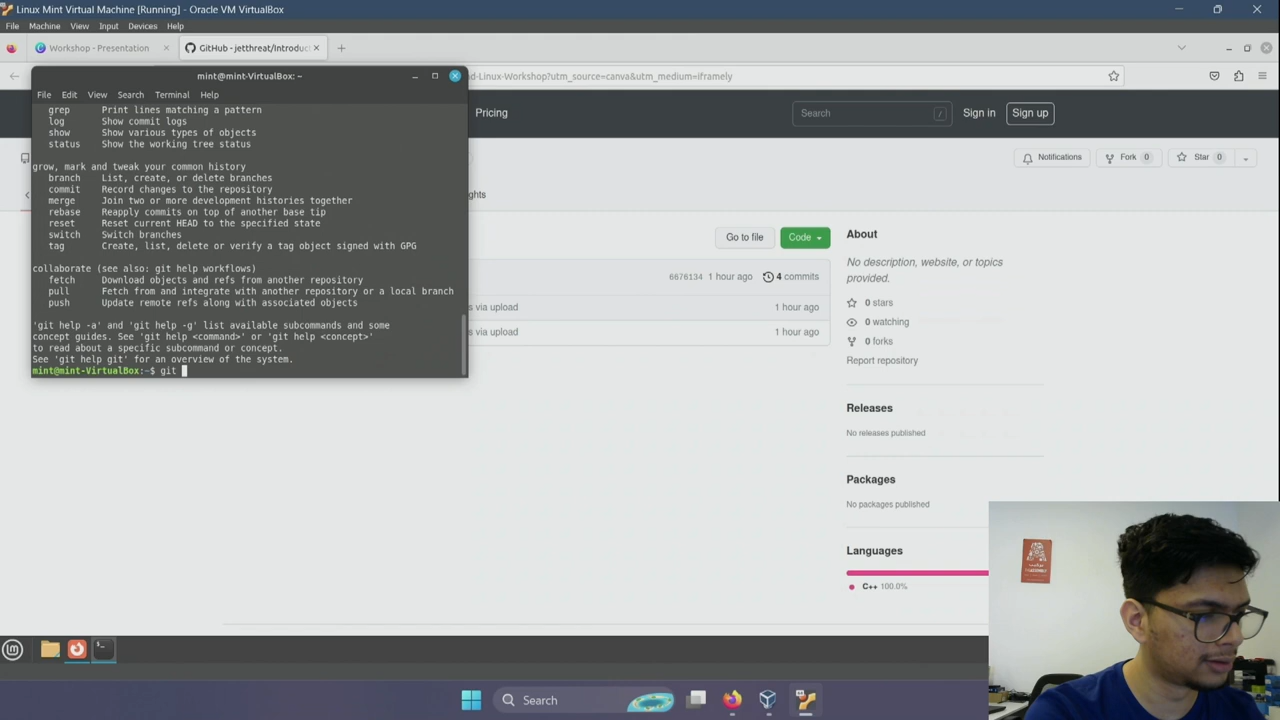 Linux Mint Virtual Machine [Running] - Oracle VM VirtualBox
File Machine View Input Devices Help
Workshop - Presentation
GitHub - jetthreat/Introduc
mint@mint-VirtualBox: ~
d-Linux-Workshop?utm_source=canva&utm_medium=iframely
File Edit View Search Terminal Help
grep Print lines matching a pattern
log Show commit logs
show Show various types of objects
status Show the working tree status
grow, mark and tweak your common history
branch List, create, or delete branches
commit Record changes to the repository
merge Join two or more development histories together
rebase Reapply commits on top of another base tip
reset Reset current HEAD to the specified state
switch Switch branches
tag Create, list, delete or verify a tag object signed with GPG
collaborate (see also: git help workflows)
fetch Download objects and refs from another repository
pull Fetch from and integrate with another repository or a local branch
push Update remote refs along with associated objects
'git help -a' and 'git help -g' list available subcommands and some
concept guides. See 'git help <command>' or 'git help <concept>'
to read about a specific subcommand or concept.
See 'git help git' for an overview of the system.
mint@mint-VirtualBox:~$ git
Pricing
Search /
Sign in
Sign up
Notifications
Fork 0
Star 0
ghts
Go to file
Code
6676134 1 hour ago 4 commits
s via upload 1 hour ago
s via upload 1 hour ago
About
No description, website, or topics
provided.
0 stars
0 watching
0 forks
Report repository
Releases
No releases published
Packages
No packages published
Languages
C++ 100.0%
Search